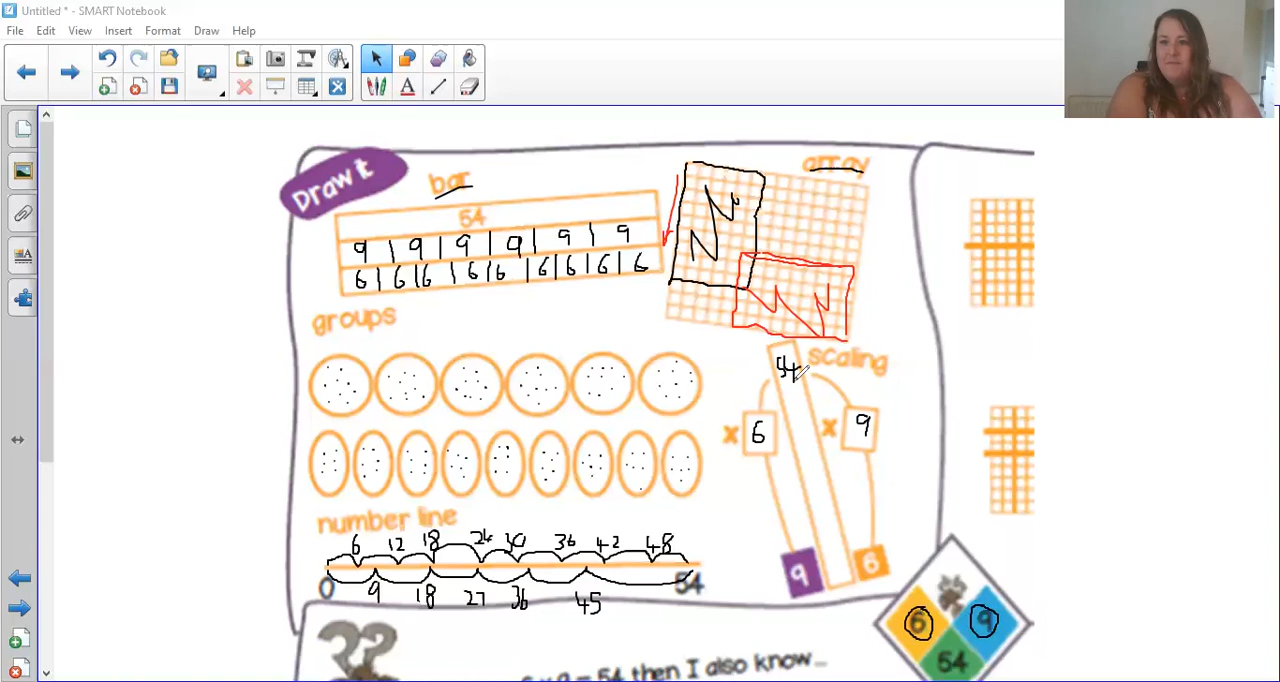 Untitled * - SMART Notebook
File Edit View Insert Format Draw Help
Draw it
bar
array
54
9 | 9 | 9 | 9 | 9 | 9
6 | 6 | 6 | 6 | 6 | 6 | 6 | 6 | 6
groups
scaling
54
x 6
x 9
number line
6 12 18 24 30 36 42 48
0
54
9 18 27 36 45
9
6
6 9
54
??
6 x 9 = 54 then I also know...